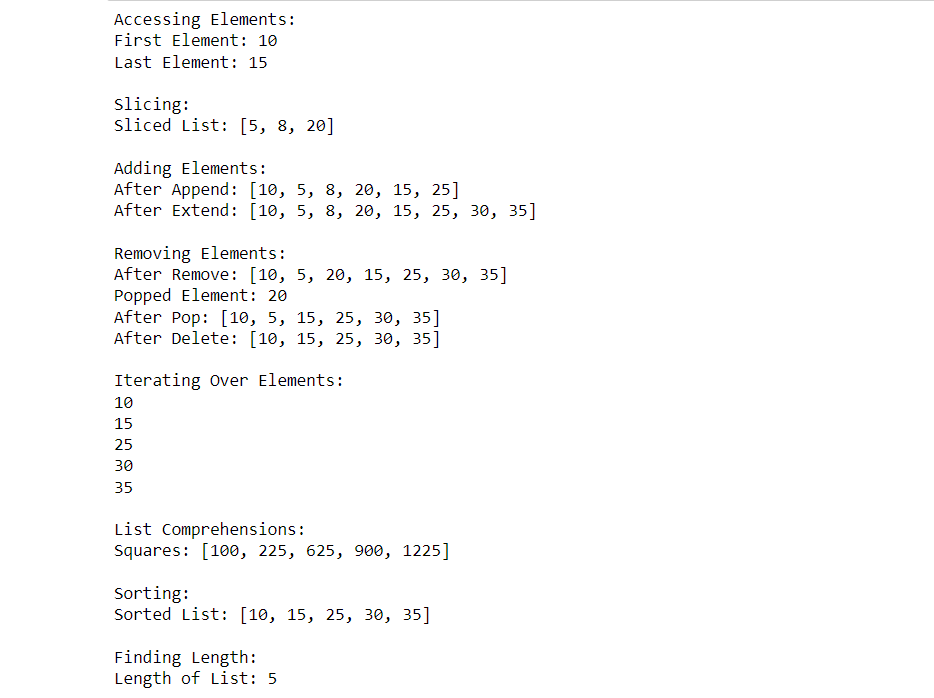 Accessing Elements:
First Element: 10
Last Element: 15
Slicing:
Sliced List: [5, 8, 20]
Adding Elements:
After Append: [10, 5, 8, 20, 15, 25]
After Extend: [10, 5, 8, 20, 15, 25, 30, 35]
Removing Elements:
After Remove: [10, 5, 20, 15, 25, 30, 35]
Popped Element: 20
After Pop: [10, 5, 15, 25, 30, 35]
After Delete: [10, 15, 25, 30, 35]
Iterating Over Elements:
10
15
25
30
35
List Comprehensions:
Squares: [100, 225, 625, 900, 1225]
Sorting:
Sorted List: [10, 15, 25, 30, 35]
Finding Length:
Length of List: 5